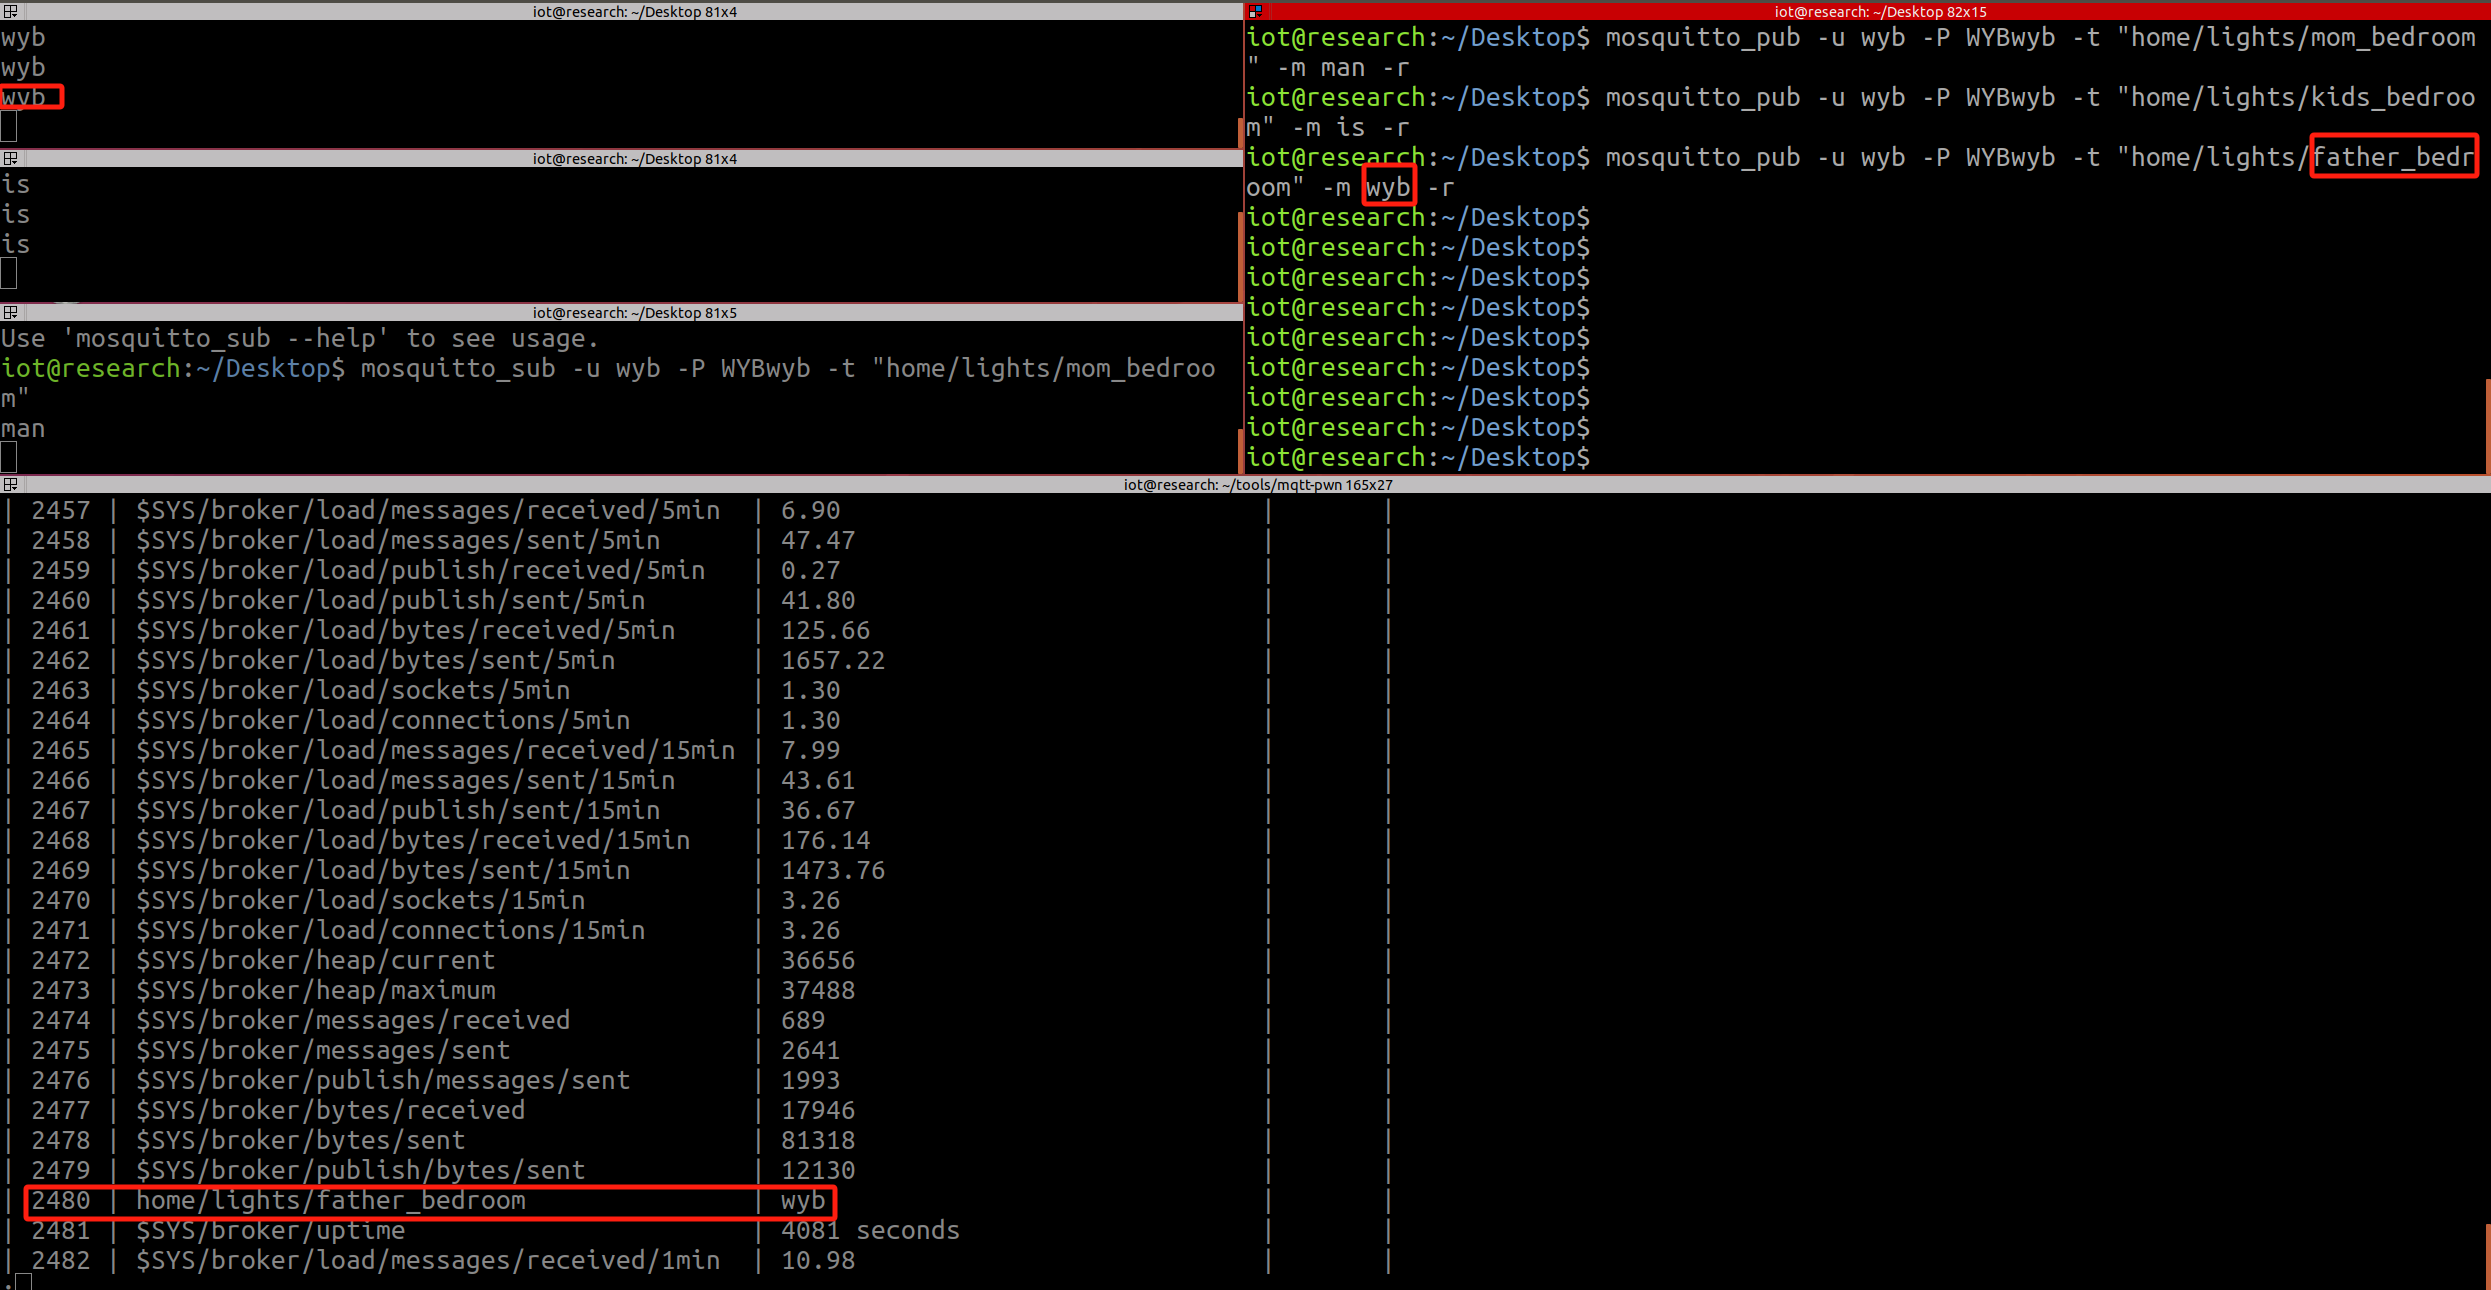 iot@research: ~/Desktop 81x4
wyb
wyb
wyb
iot@research: ~/Desktop 81x4
is
is
is
iot@research: ~/Desktop 81x5
Use 'mosquitto_sub --help' to see usage.
iot@research:~/Desktop$ mosquitto_sub -u wyb -P WYBwyb -t "home/lights/mom_bedroo
m"
man
iot@research: ~/Desktop 82x15
iot@research:~/Desktop$ mosquitto_pub -u wyb -P WYBwyb -t "home/lights/mom_bedroom
" -m man -r
iot@research:~/Desktop$ mosquitto_pub -u wyb -P WYBwyb -t "home/lights/kids_bedroo
m" -m is -r
iot@research:~/Desktop$ mosquitto_pub -u wyb -P WYBwyb -t "home/lights/father_bedr
oom" -m wyb -r
iot@research:~/Desktop$
iot@research:~/Desktop$
iot@research:~/Desktop$
iot@research:~/Desktop$
iot@research:~/Desktop$
iot@research:~/Desktop$
iot@research:~/Desktop$
iot@research:~/Desktop$
iot@research:~/Desktop$
iot@research: ~/tools/mqtt-pwn 165x27
| 2457 | $SYS/broker/load/messages/received/5min | 6.90 | |
| 2458 | $SYS/broker/load/messages/sent/5min | 47.47 | |
| 2459 | $SYS/broker/load/publish/received/5min | 0.27 | |
| 2460 | $SYS/broker/load/publish/sent/5min | 41.80 | |
| 2461 | $SYS/broker/load/bytes/received/5min | 125.66 | |
| 2462 | $SYS/broker/load/bytes/sent/5min | 1657.22 | |
| 2463 | $SYS/broker/load/sockets/5min | 1.30 | |
| 2464 | $SYS/broker/load/connections/5min | 1.30 | |
| 2465 | $SYS/broker/load/messages/received/15min | 7.99 | |
| 2466 | $SYS/broker/load/messages/sent/15min | 43.61 | |
| 2467 | $SYS/broker/load/publish/sent/15min | 36.67 | |
| 2468 | $SYS/broker/load/bytes/received/15min | 176.14 | |
| 2469 | $SYS/broker/load/bytes/sent/15min | 1473.76 | |
| 2470 | $SYS/broker/load/sockets/15min | 3.26 | |
| 2471 | $SYS/broker/load/connections/15min | 3.26 | |
| 2472 | $SYS/broker/heap/current | 36656 | |
| 2473 | $SYS/broker/heap/maximum | 37488 | |
| 2474 | $SYS/broker/messages/received | 689 | |
| 2475 | $SYS/broker/messages/sent | 2641 | |
| 2476 | $SYS/broker/publish/messages/sent | 1993 | |
| 2477 | $SYS/broker/bytes/received | 17946 | |
| 2478 | $SYS/broker/bytes/sent | 81318 | |
| 2479 | $SYS/broker/publish/bytes/sent | 12130 | |
| 2480 | home/lights/father_bedroom | wyb | |
| 2481 | $SYS/broker/uptime | 4081 seconds | |
| 2482 | $SYS/broker/load/messages/received/1min | 10.98 | |
: